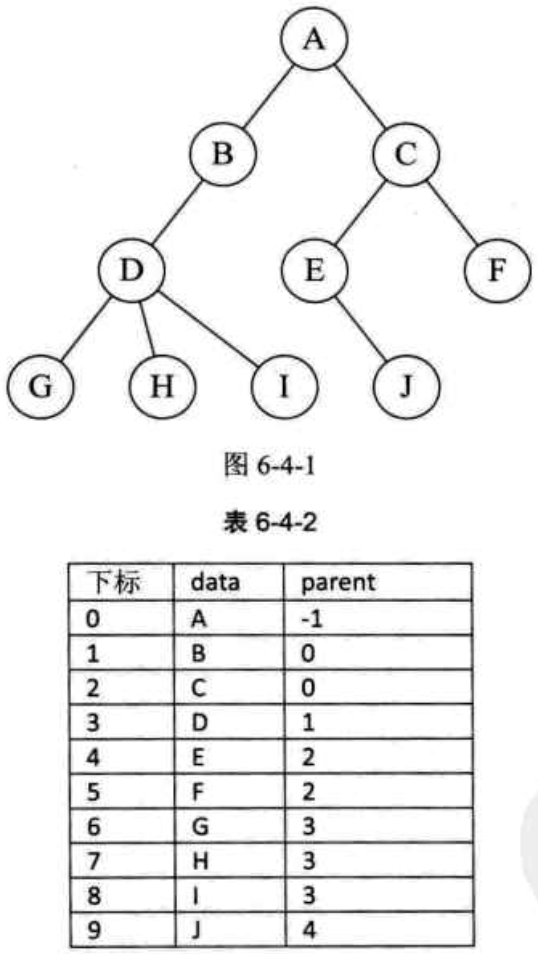 A
B C
D E F
G H I J
图 6-4-1
表 6-4-2
下标 data parent
0 A -1
1 B 0
2 C 0
3 D 1
4 E 2
5 F 2
6 G 3
7 H 3
8 I 3
9 J 4